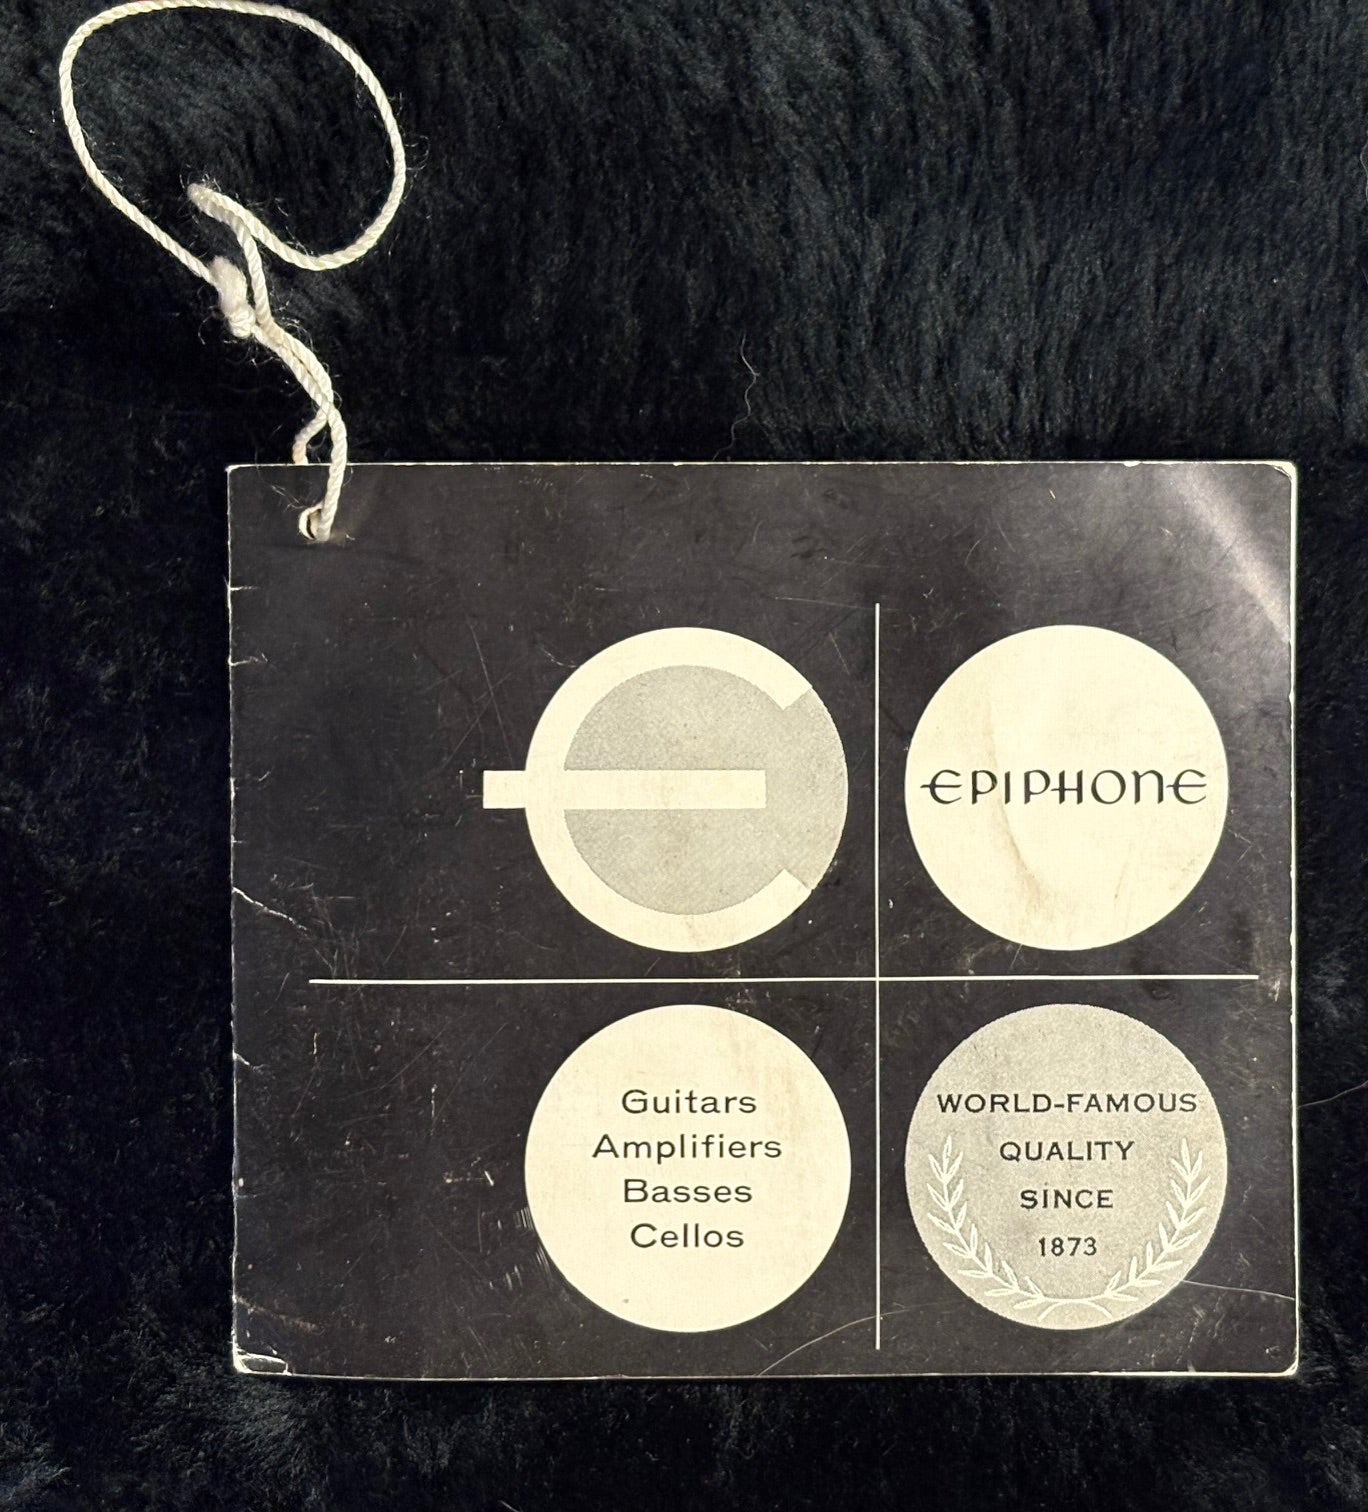 EPIPHONE
Guitars
Amplifiers
Basses
Cellos
WORLD-FAMOUS
QUALITY
SINCE
1873